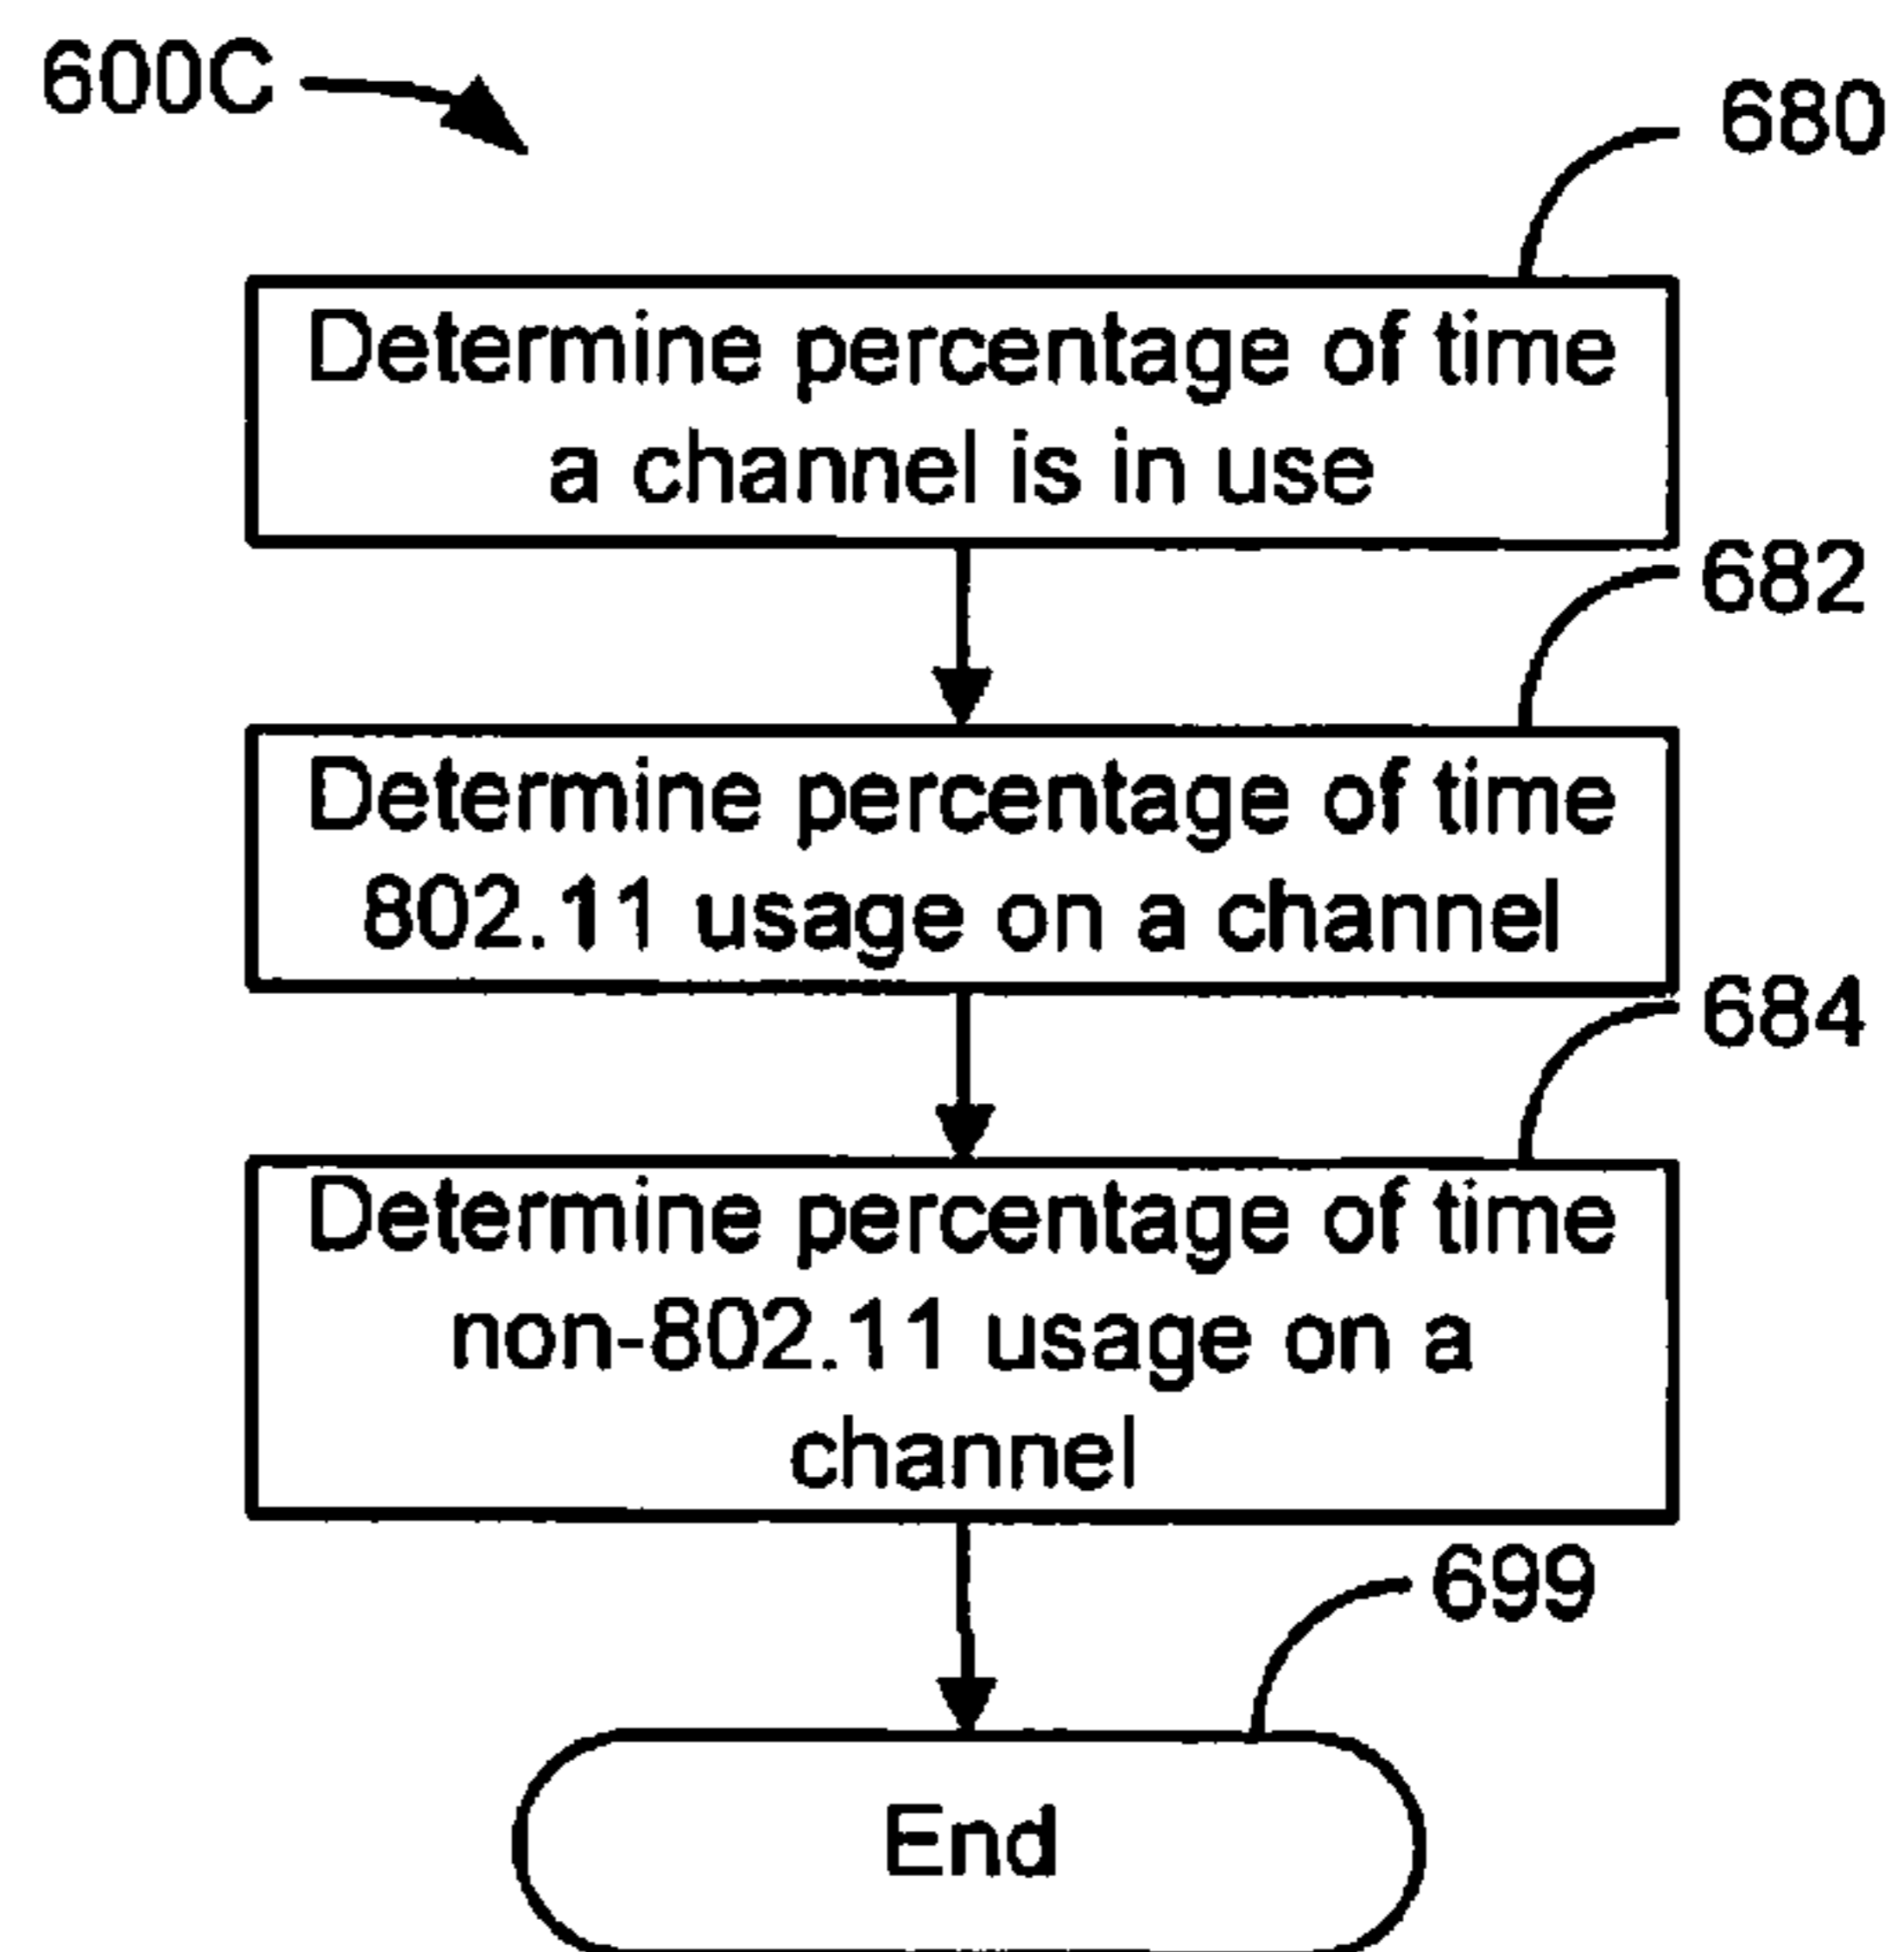 600C
680
Determine percentage of time
a channel is in use
682
Determine percentage of time
802.11 usage on a channel
684
Determine percentage of time
non-802.11 usage on a
channel
699
End